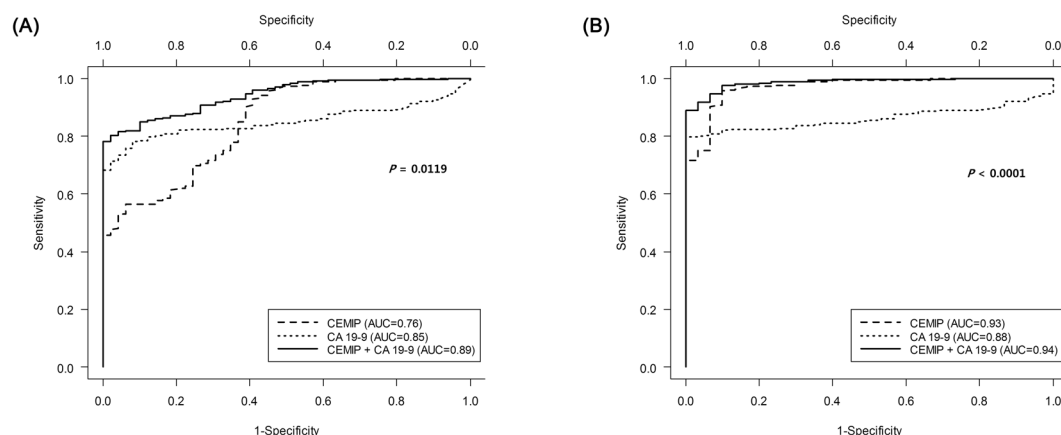 (A)
Specificity
1.0 0.8 0.6 0.4 0.2 0.0
1.0
0.8
0.6
0.4
0.2
0.0
Sensitivity
P = 0.0119
CEMIP (AUC=0.76)
CA 19-9 (AUC=0.85)
CEMIP + CA 19-9 (AUC=0.89)
0.0 0.2 0.4 0.6 0.8 1.0
1-Specificity
(B)
Specificity
1.0 0.8 0.6 0.4 0.2 0.0
1.0
0.8
0.6
0.4
0.2
0.0
Sensitivity
P < 0.0001
CEMIP (AUC=0.93)
CA 19-9 (AUC=0.88)
CEMIP + CA 19-9 (AUC=0.94)
0.0 0.2 0.4 0.6 0.8 1.0
1-Specificity